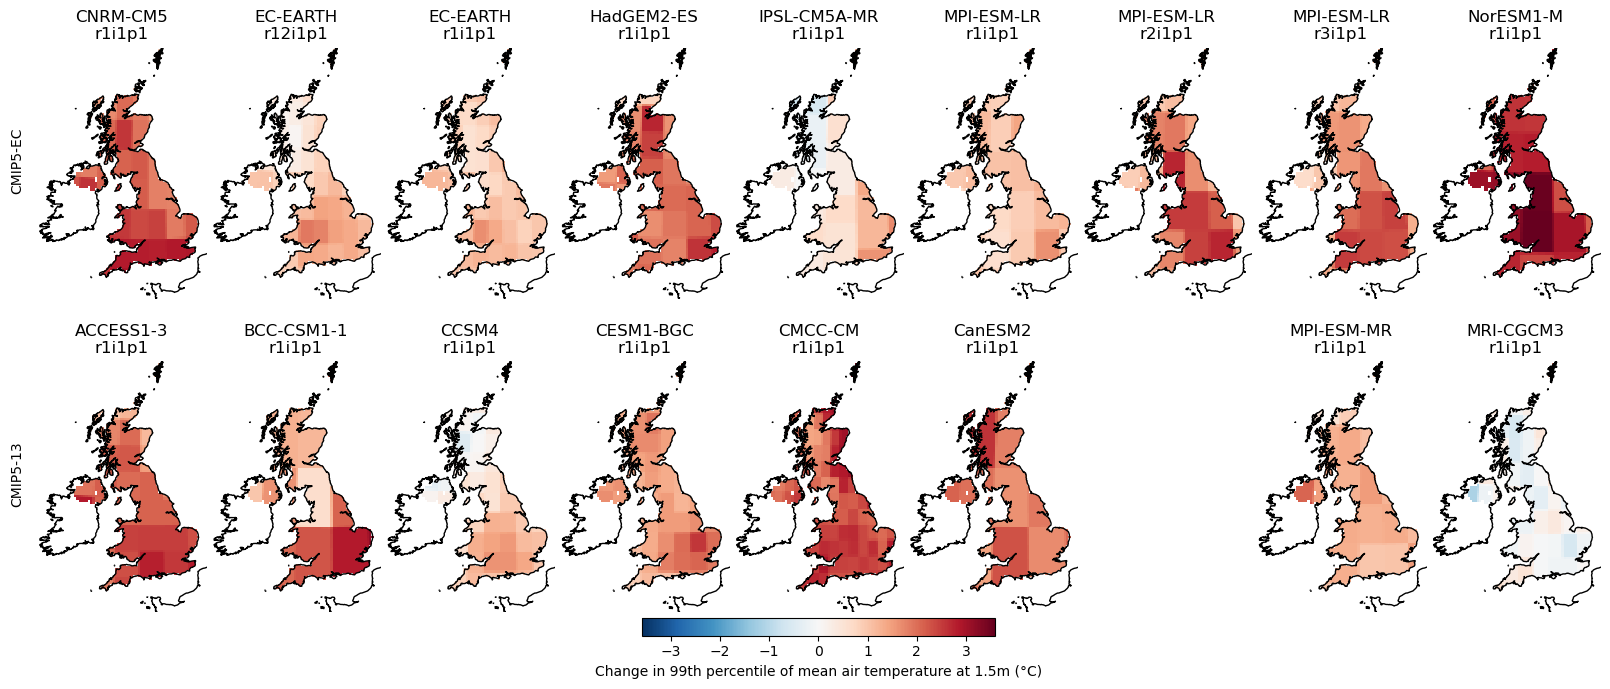 CNRM-CM5
r1i1p1
EC-EARTH
r12i1p1
EC-EARTH
r1i1p1
HadGEM2-ES
r1i1p1
IPSL-CM5A-MR
r1i1p1
MPI-ESM-LR
r1i1p1
MPI-ESM-LR
r2i1p1
MPI-ESM-LR
r3i1p1
NorESM1-M
r1i1p1
CMIP5-EC
ACCESS1-3
r1i1p1
BCC-CSM1-1
r1i1p1
CCSM4
r1i1p1
CESM1-BGC
r1i1p1
CMCC-CM
r1i1p1
CanESM2
r1i1p1
MPI-ESM-MR
r1i1p1
MRI-CGCM3
r1i1p1
CMIP5-13
−3 −2 −1 0 1 2 3
Change in 99th percentile of mean air temperature at 1.5m (°C)